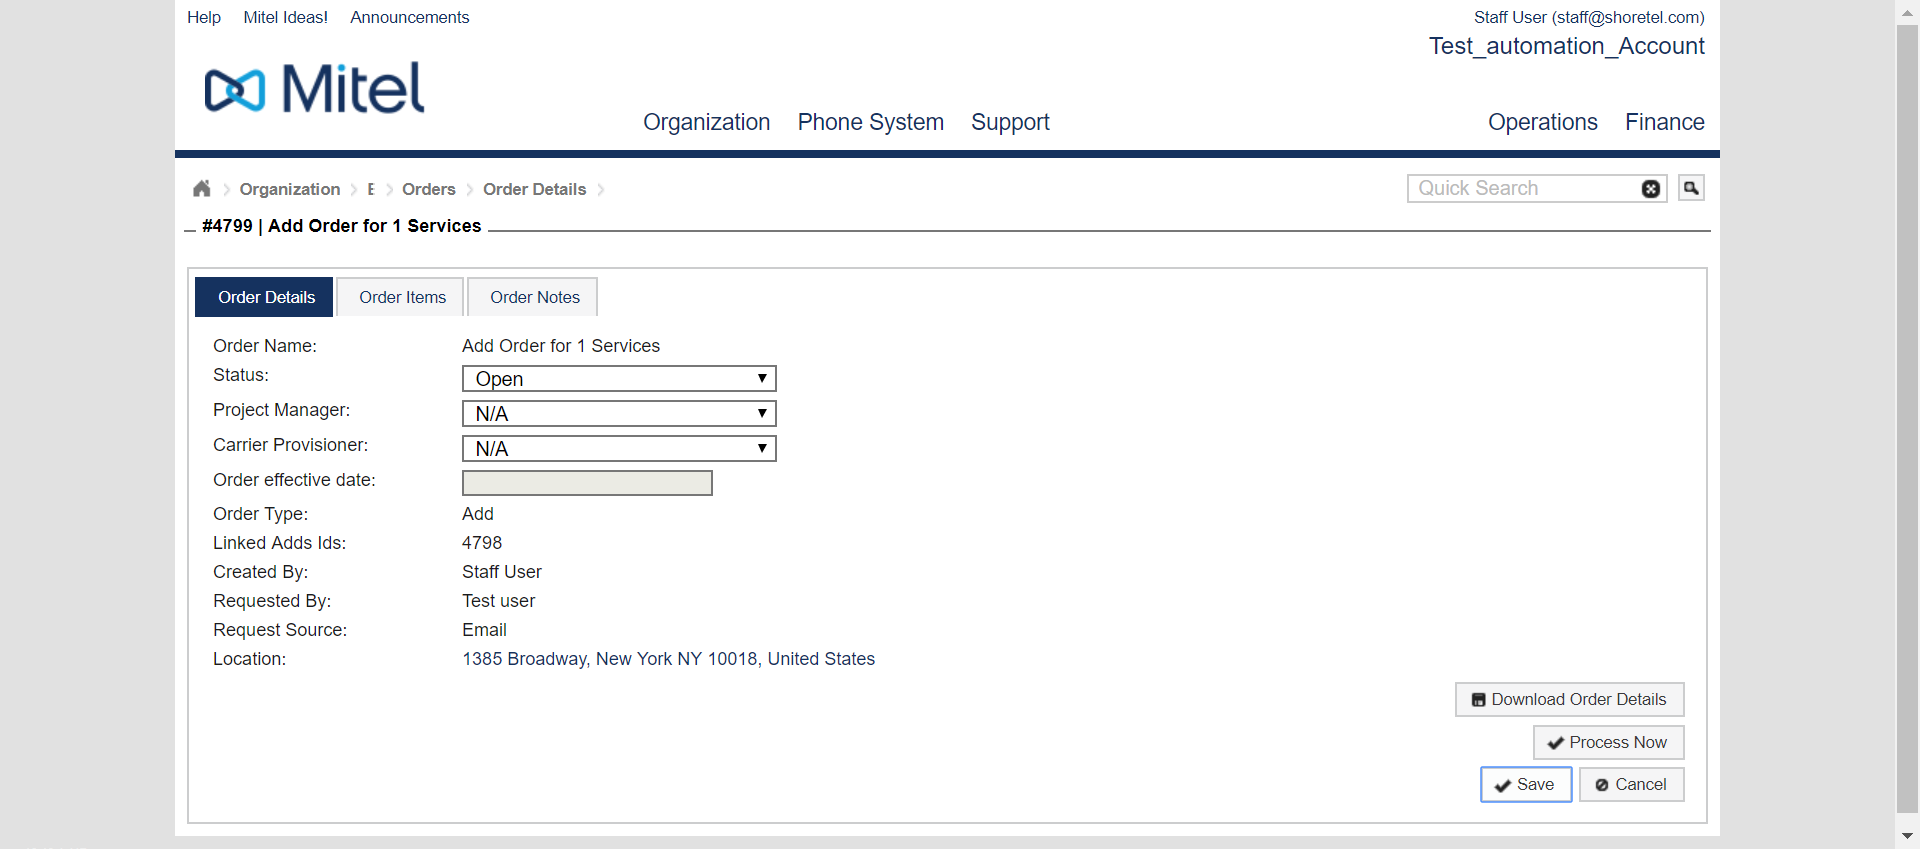 Help Mitel Ideas! Announcements Staff User (staff@shoretel.com)
Test_automation_Account
Mitel
Organization Phone System Support Operations Finance
Organization E Orders Order Details Quick Search
#4799 | Add Order for 1 Services
Order Details Order Items Order Notes
Order Name: Add Order for 1 Services
Status: Open
Project Manager: N/A
Carrier Provisioner: N/A
Order effective date:
Order Type: Add
Linked Adds Ids: 4798
Created By: Staff User
Requested By: Test user
Request Source: Email
Location: 1385 Broadway, New York NY 10018, United States
Download Order Details
Process Now
Save Cancel